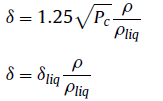 δ = 1.25√P_c ρ/ρ_liq
δ = δ_liq ρ/ρ_liq